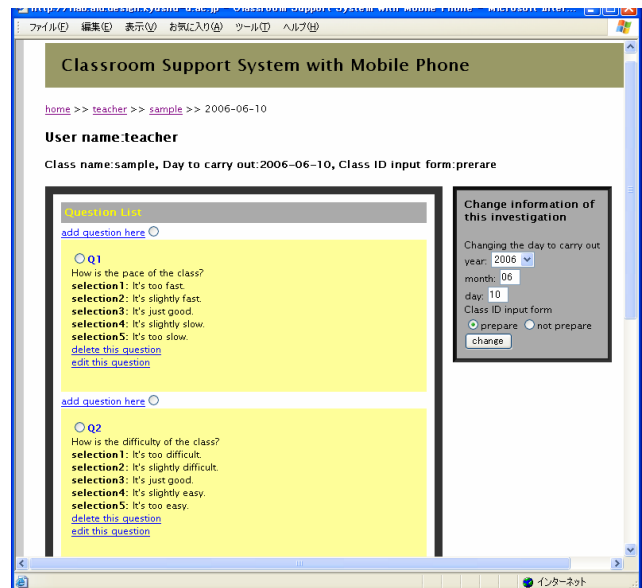 ファイル(F) 編集(E) 表示(V) お気に入り(A) ツール(T) ヘルプ(H)
Classroom Support System with Mobile Phone
home >> teacher >> sample >> 2006-06-10
User name:teacher
Class name:sample, Day to carry out:2006-06-10, Class ID input form:prerare
Question List
add question here
Q1
How is the pace of the class?
selection1: It's too fast.
selection2: It's slightly fast.
selection3: It's just good.
selection4: It's slightly slow.
selection5: It's too slow.
delete this question
edit this question
add question here
Q2
How is the difficulty of the class?
selection1: It's too difficult.
selection2: It's slightly difficult.
selection3: It's just good.
selection4: It's slightly easy.
selection5: It's too easy.
delete this question
edit this question
Change information of
this investigation
Changing the day to carry out
year: 2006
month: 06
day: 10
Class ID input form
prepare not prepare
change
インターネット